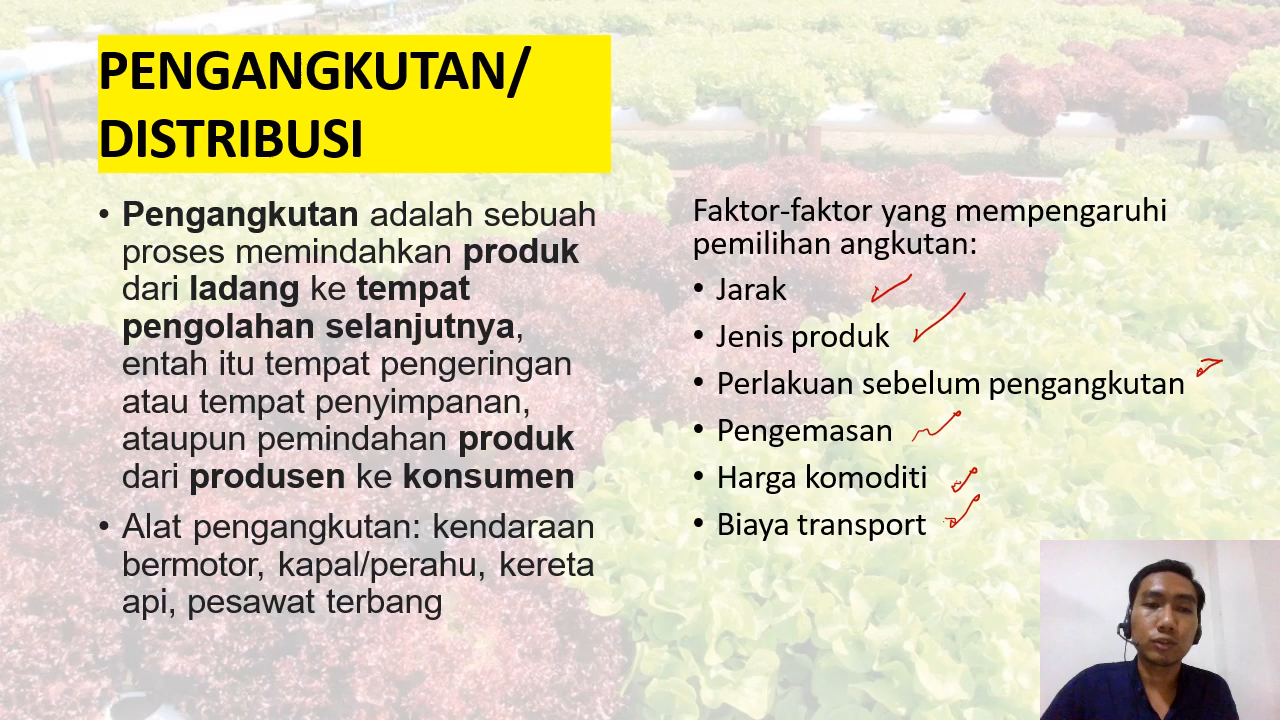 PENGANGKUTAN/
DISTRIBUSI
• Pengangkutan adalah sebuah
proses memindahkan produk
dari ladang ke tempat
pengolahan selanjutnya,
entah itu tempat pengeringan
atau tempat penyimpanan,
ataupun pemindahan produk
dari produsen ke konsumen
• Alat pengangkutan: kendaraan
bermotor, kapal/perahu, kereta
api, pesawat terbang
Faktor-faktor yang mempengaruhi
pemilihan angkutan:
• Jarak
• Jenis produk
• Perlakuan sebelum pengangkutan
• Pengemasan
• Harga komoditi
• Biaya transport